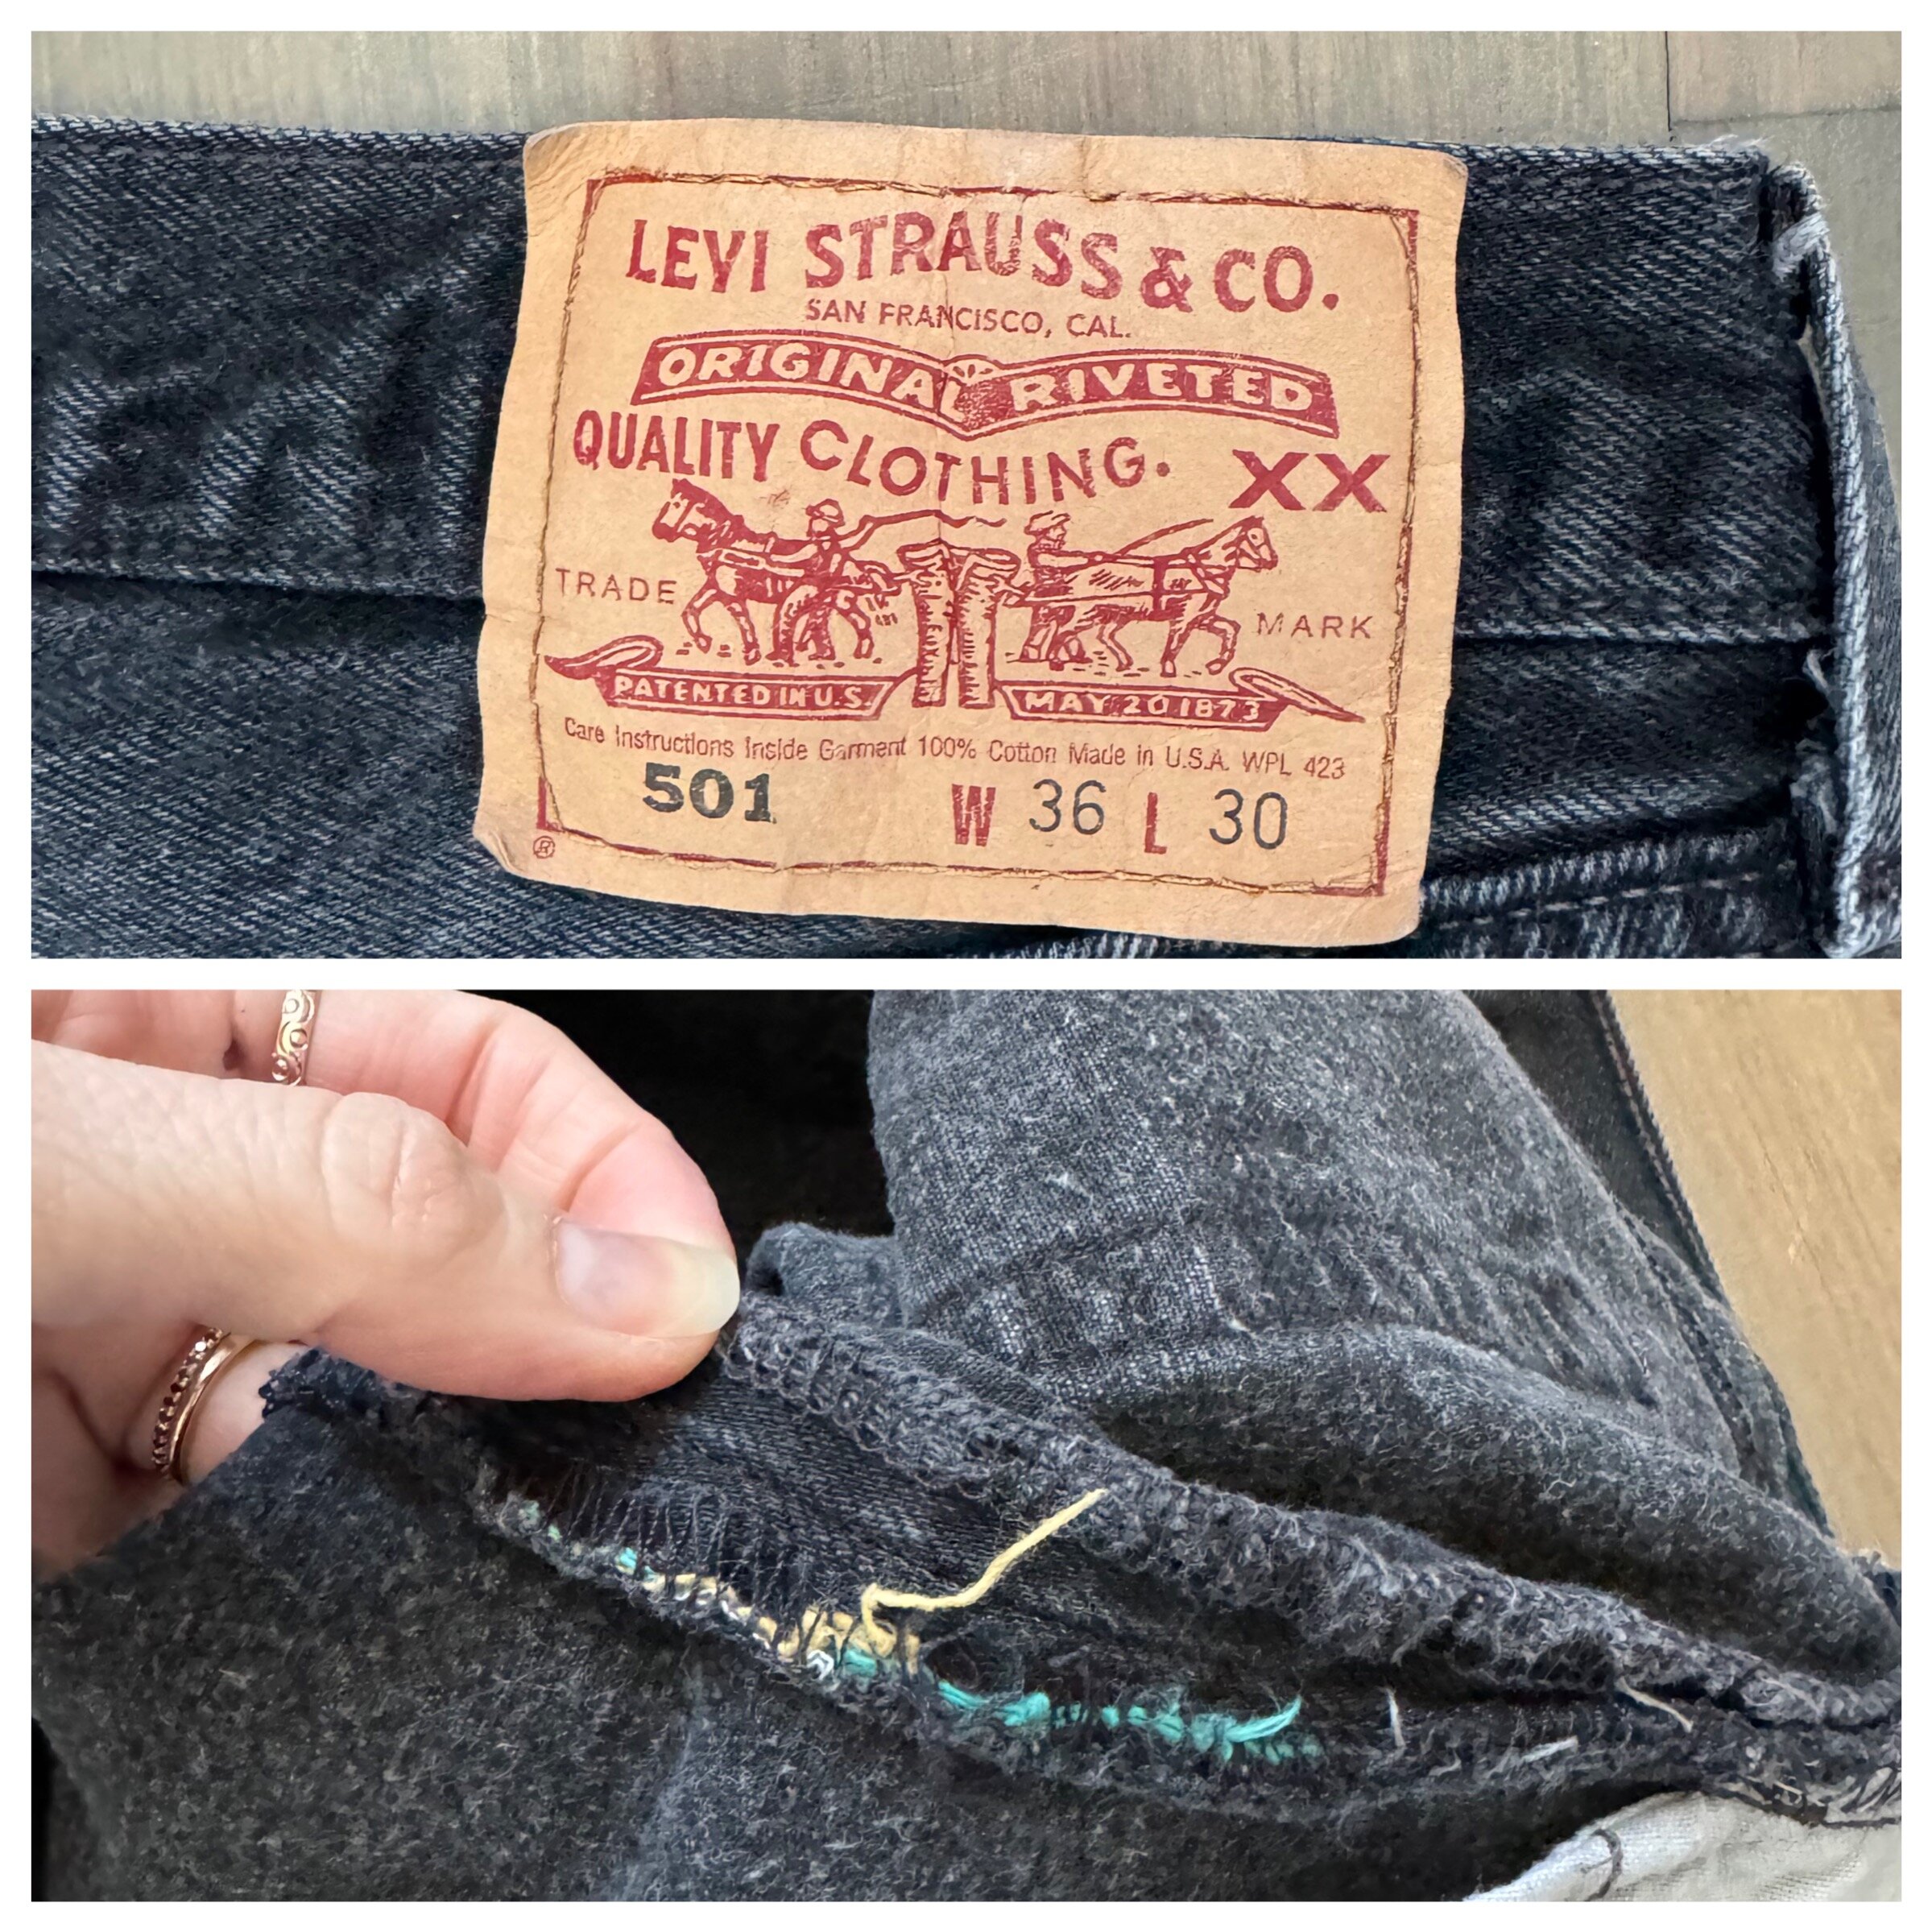 LEVI STRAUSS & CO.
SAN FRANCISCO, CAL.
ORIGINAL RIVETED
QUALITY CLOTHING. XX
TRADE MARK
PATENTED IN U.S. MAY 20 1873
Care Instructions Inside Garment 100% Cotton Made in U.S.A. WPL 423
501 W 36 L 30
®